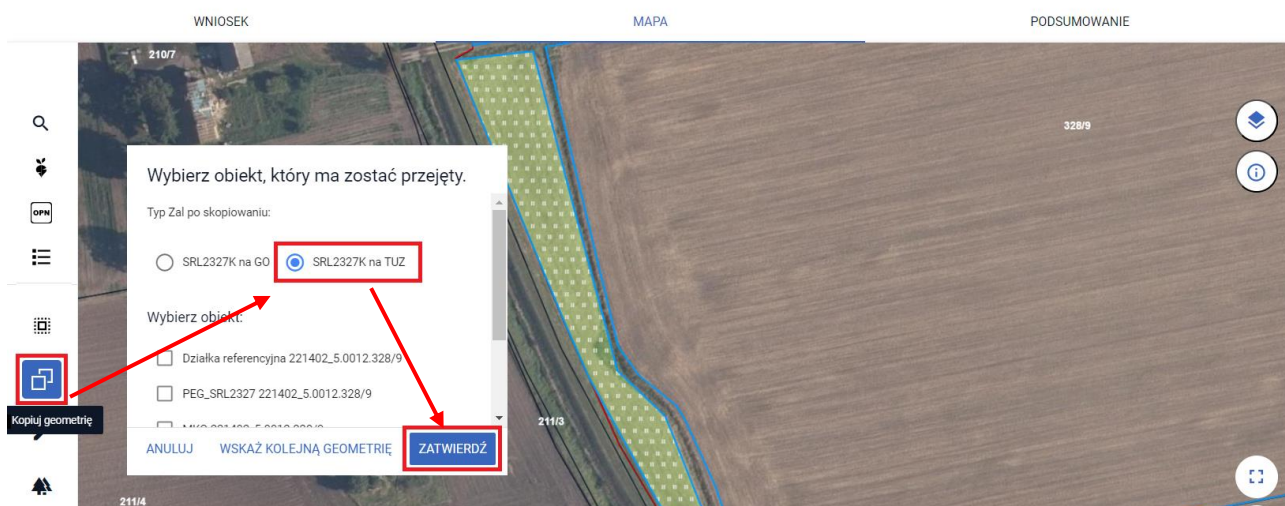 WNIOSEK MAPA PODSUMOWANIE
210/7
328/9
Wybierz obiekt, który ma zostać przejęty.
Typ Zal po skopiowaniu:
OPN
SRL2327K na GO SRL2327K na TUZ
Wybierz obiekt:
Działka referencyjna 221402_5.0012.328/9
PEG_SRL2327 221402_5.0012.328/9
Kopiuj geometrię
211/3
ANULUJ WSKAŻ KOLEJNĄ GEOMETRIĘ ZATWIERDŹ
211/4